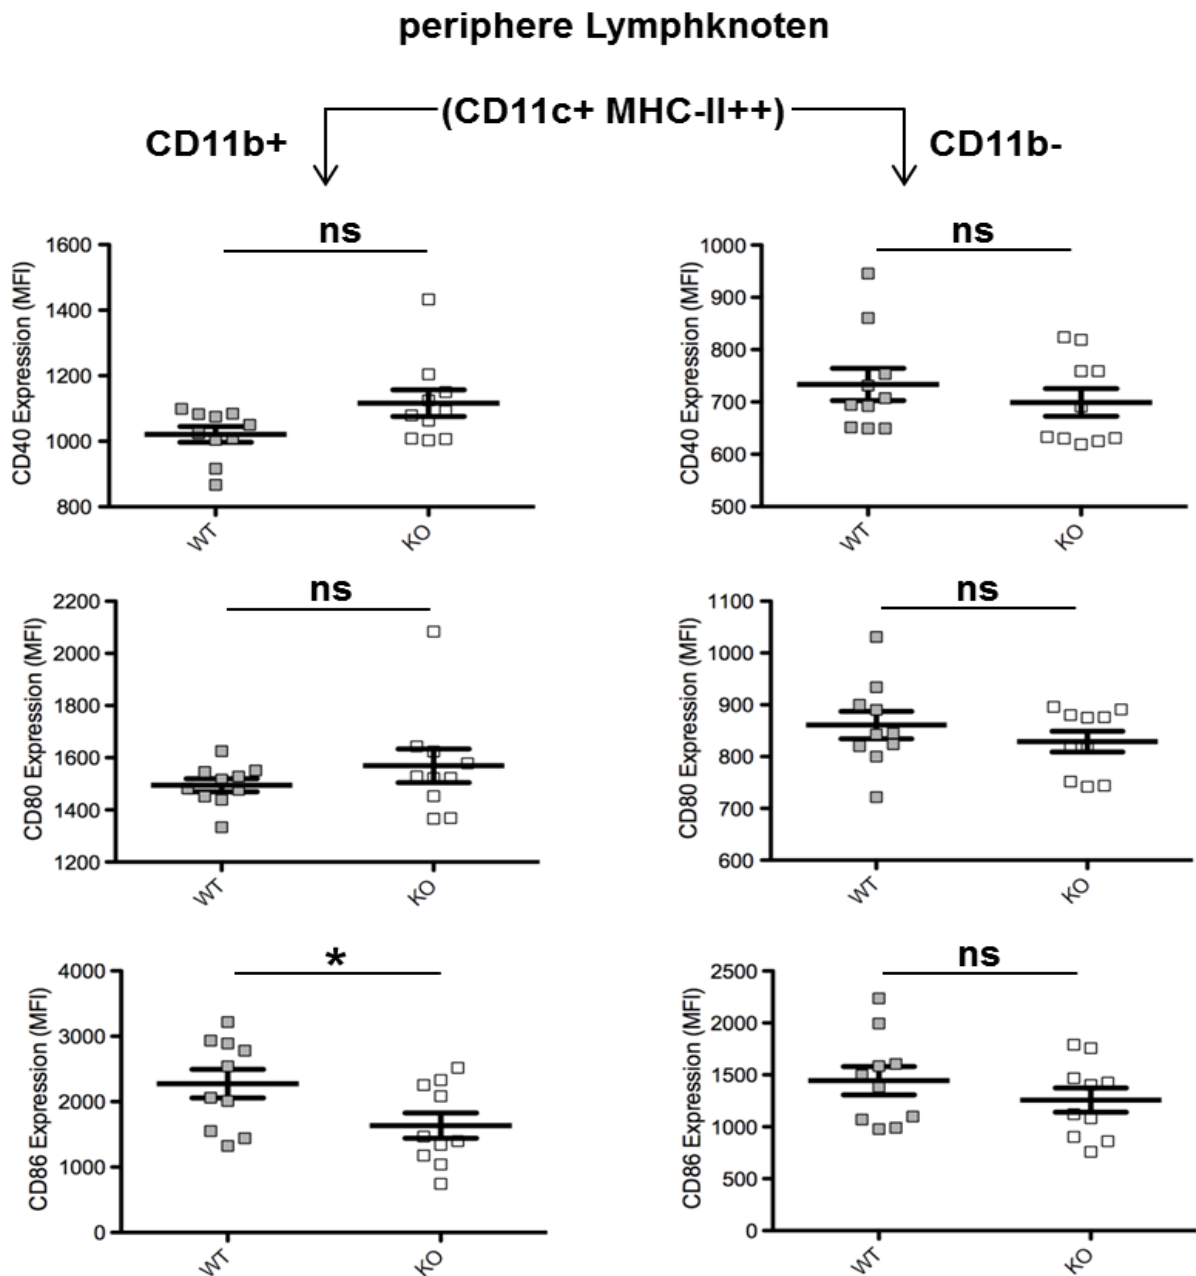 periphere Lymphknoten
(CD11c+ MHC-II++)
CD11b+
CD11b-
ns
CD40 Expression (MFI)
1600
1400
1200
1000
800
WT
KO
ns
CD40 Expression (MFI)
1000
900
800
700
600
500
WT
KO
ns
CD80 Expression (MFI)
2200
2000
1800
1600
1400
1200
WT
KO
ns
CD80 Expression (MFI)
1100
1000
900
800
700
600
WT
KO
*
CD86 Expression (MFI)
4000
3000
2000
1000
0
WT
KO
ns
CD86 Expression (MFI)
2500
2000
1500
1000
500
0
WT
KO